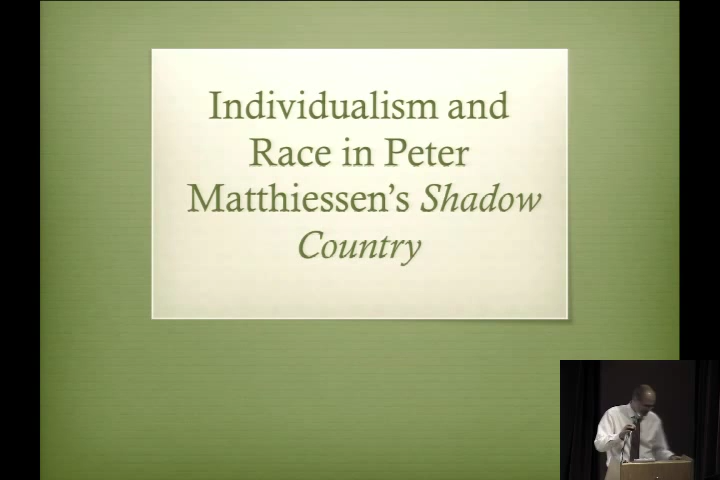 Individualism and
Race in Peter
Matthiessen's Shadow
Country